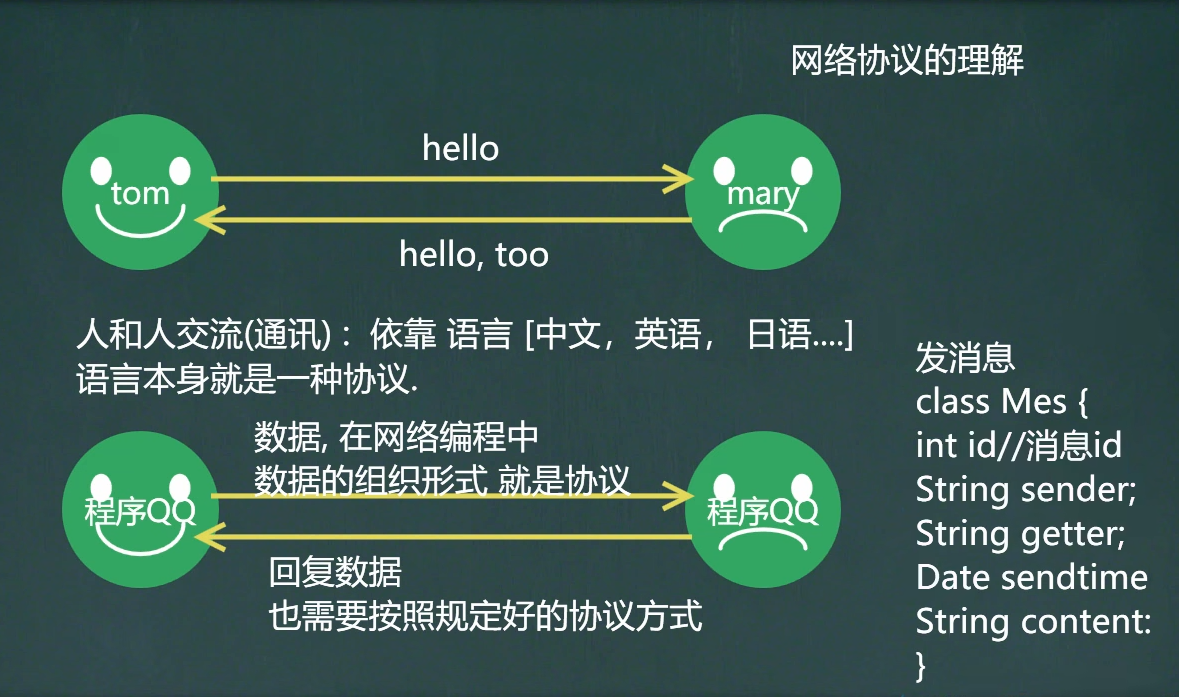 网络协议的理解
hello
tom
mary
hello, too
人和人交流(通讓) ：依靠 语言 [中文，英语， 日语....]
语言本身就是一种协议.
数据, 在网络编程中
数据的组织形式 就是协议
程序QQ
程序QQ
回复数据
也需要按照规定好的协议方式
发消息
class Mes {
int id//消息id
String sender;
String getter;
Date sendtime
String content:
}